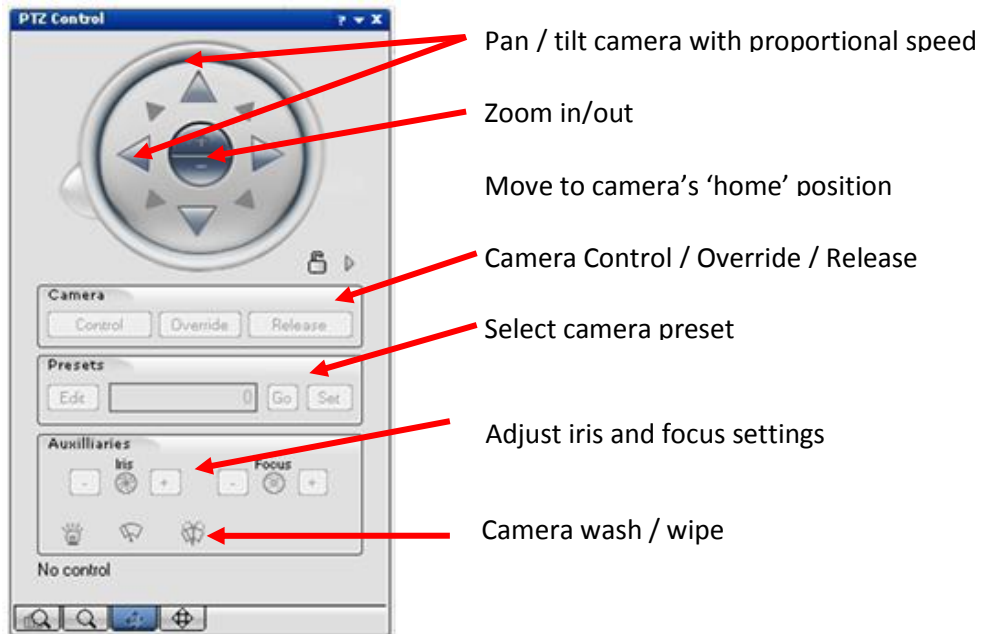 PTZ Control ? X
Pan / tilt camera with proportional speed
+
-
Zoom in/out
Move to camera's 'home' position
Camera Control / Override / Release
Camera
Control Override Release
Select camera preset
Presets
Edit 0 Go Set
Adjust iris and focus settings
Auxilliaries
Iris Focus
- + - +
Camera wash / wipe
No control